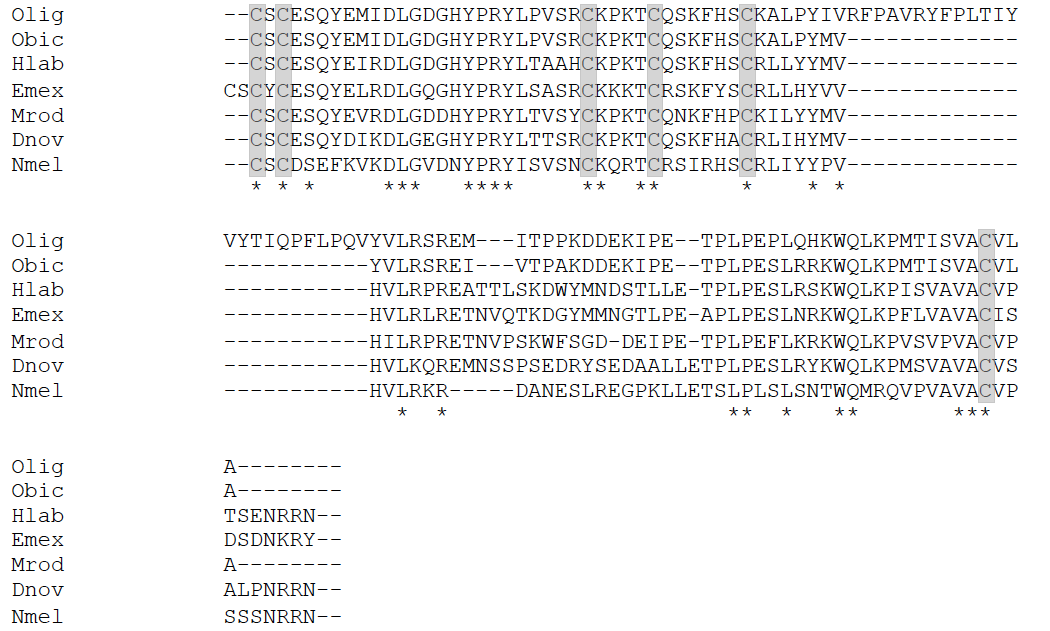 Olig --CSCESQYEMIDLGDGHYPRYLPVSRCKPKTCQSKFHSCKALPYIVRFPAVRYFPLTIY
Obic --CSCESQYEMIDLGDGHYPRYLPVSRCKPKTCQSKFHSCKALPYMV-------------
Hlab --CSCESQYEIRDLGDGHYPRYLTAAHCKPKTCQSKFHSCRLLYYMV-------------
Emex CSCYCESQYELRDLGQGHYPRYLSASRCKKKTCRSKFYSCRLLHYVV-------------
Mrod --CSCESQYEVRDLGDDHYPRYLTVSYCKPKTCQNKFHPCKILYYMV-------------
Dnov --CSCESQYDIKDLGEGHYPRYLTTSRCKPKTCQSKFHACRLIHYMV-------------
Nmel --CSCDSEFKVKDLGVDNYPRYISVSNCKQRTCRSIRHSCRLIYYPV-------------
       * * *     ***   ****     **  **      *    * *
Olig VYTIQPFLPQVYVLRSREM---ITPPKDDEKIPE--TPLPEPLQHKWQLKPMTISVACVL
Obic -----------YVLRSREI---VTPAKDDEKIPE--TPLPESLRRKWQLKPMTISVACVL
Hlab -----------HVLRPREATTLSKDWYMNDSTLLE-TPLPESLRSKWQLKPISVAVACVP
Emex -----------HVLRLRETNVQTKDGYMMNGTLPE-APLPESLNRKWQLKPFLVAVACIS
Mrod -----------HILRPRETNVPSKWFSGD-DEIPE-TPLPEFLKRKWQLKPVSVPVACVP
Dnov -----------HVLKQREMNSSPSEDRYSEDAALLETPLPESLRYKWQLKPMSVAVACVS
Nmel -----------HVLRKR-----DANESLREGPKLLETSLPLSLSNTWQMRQVPVAVACVP
                  *  *                     **  *   **       ***
Olig A--------
Obic A--------
Hlab TSENRRN--
Emex DSDNKRY--
Mrod A--------
Dnov ALPNRRN--
Nmel SSSNRRN--